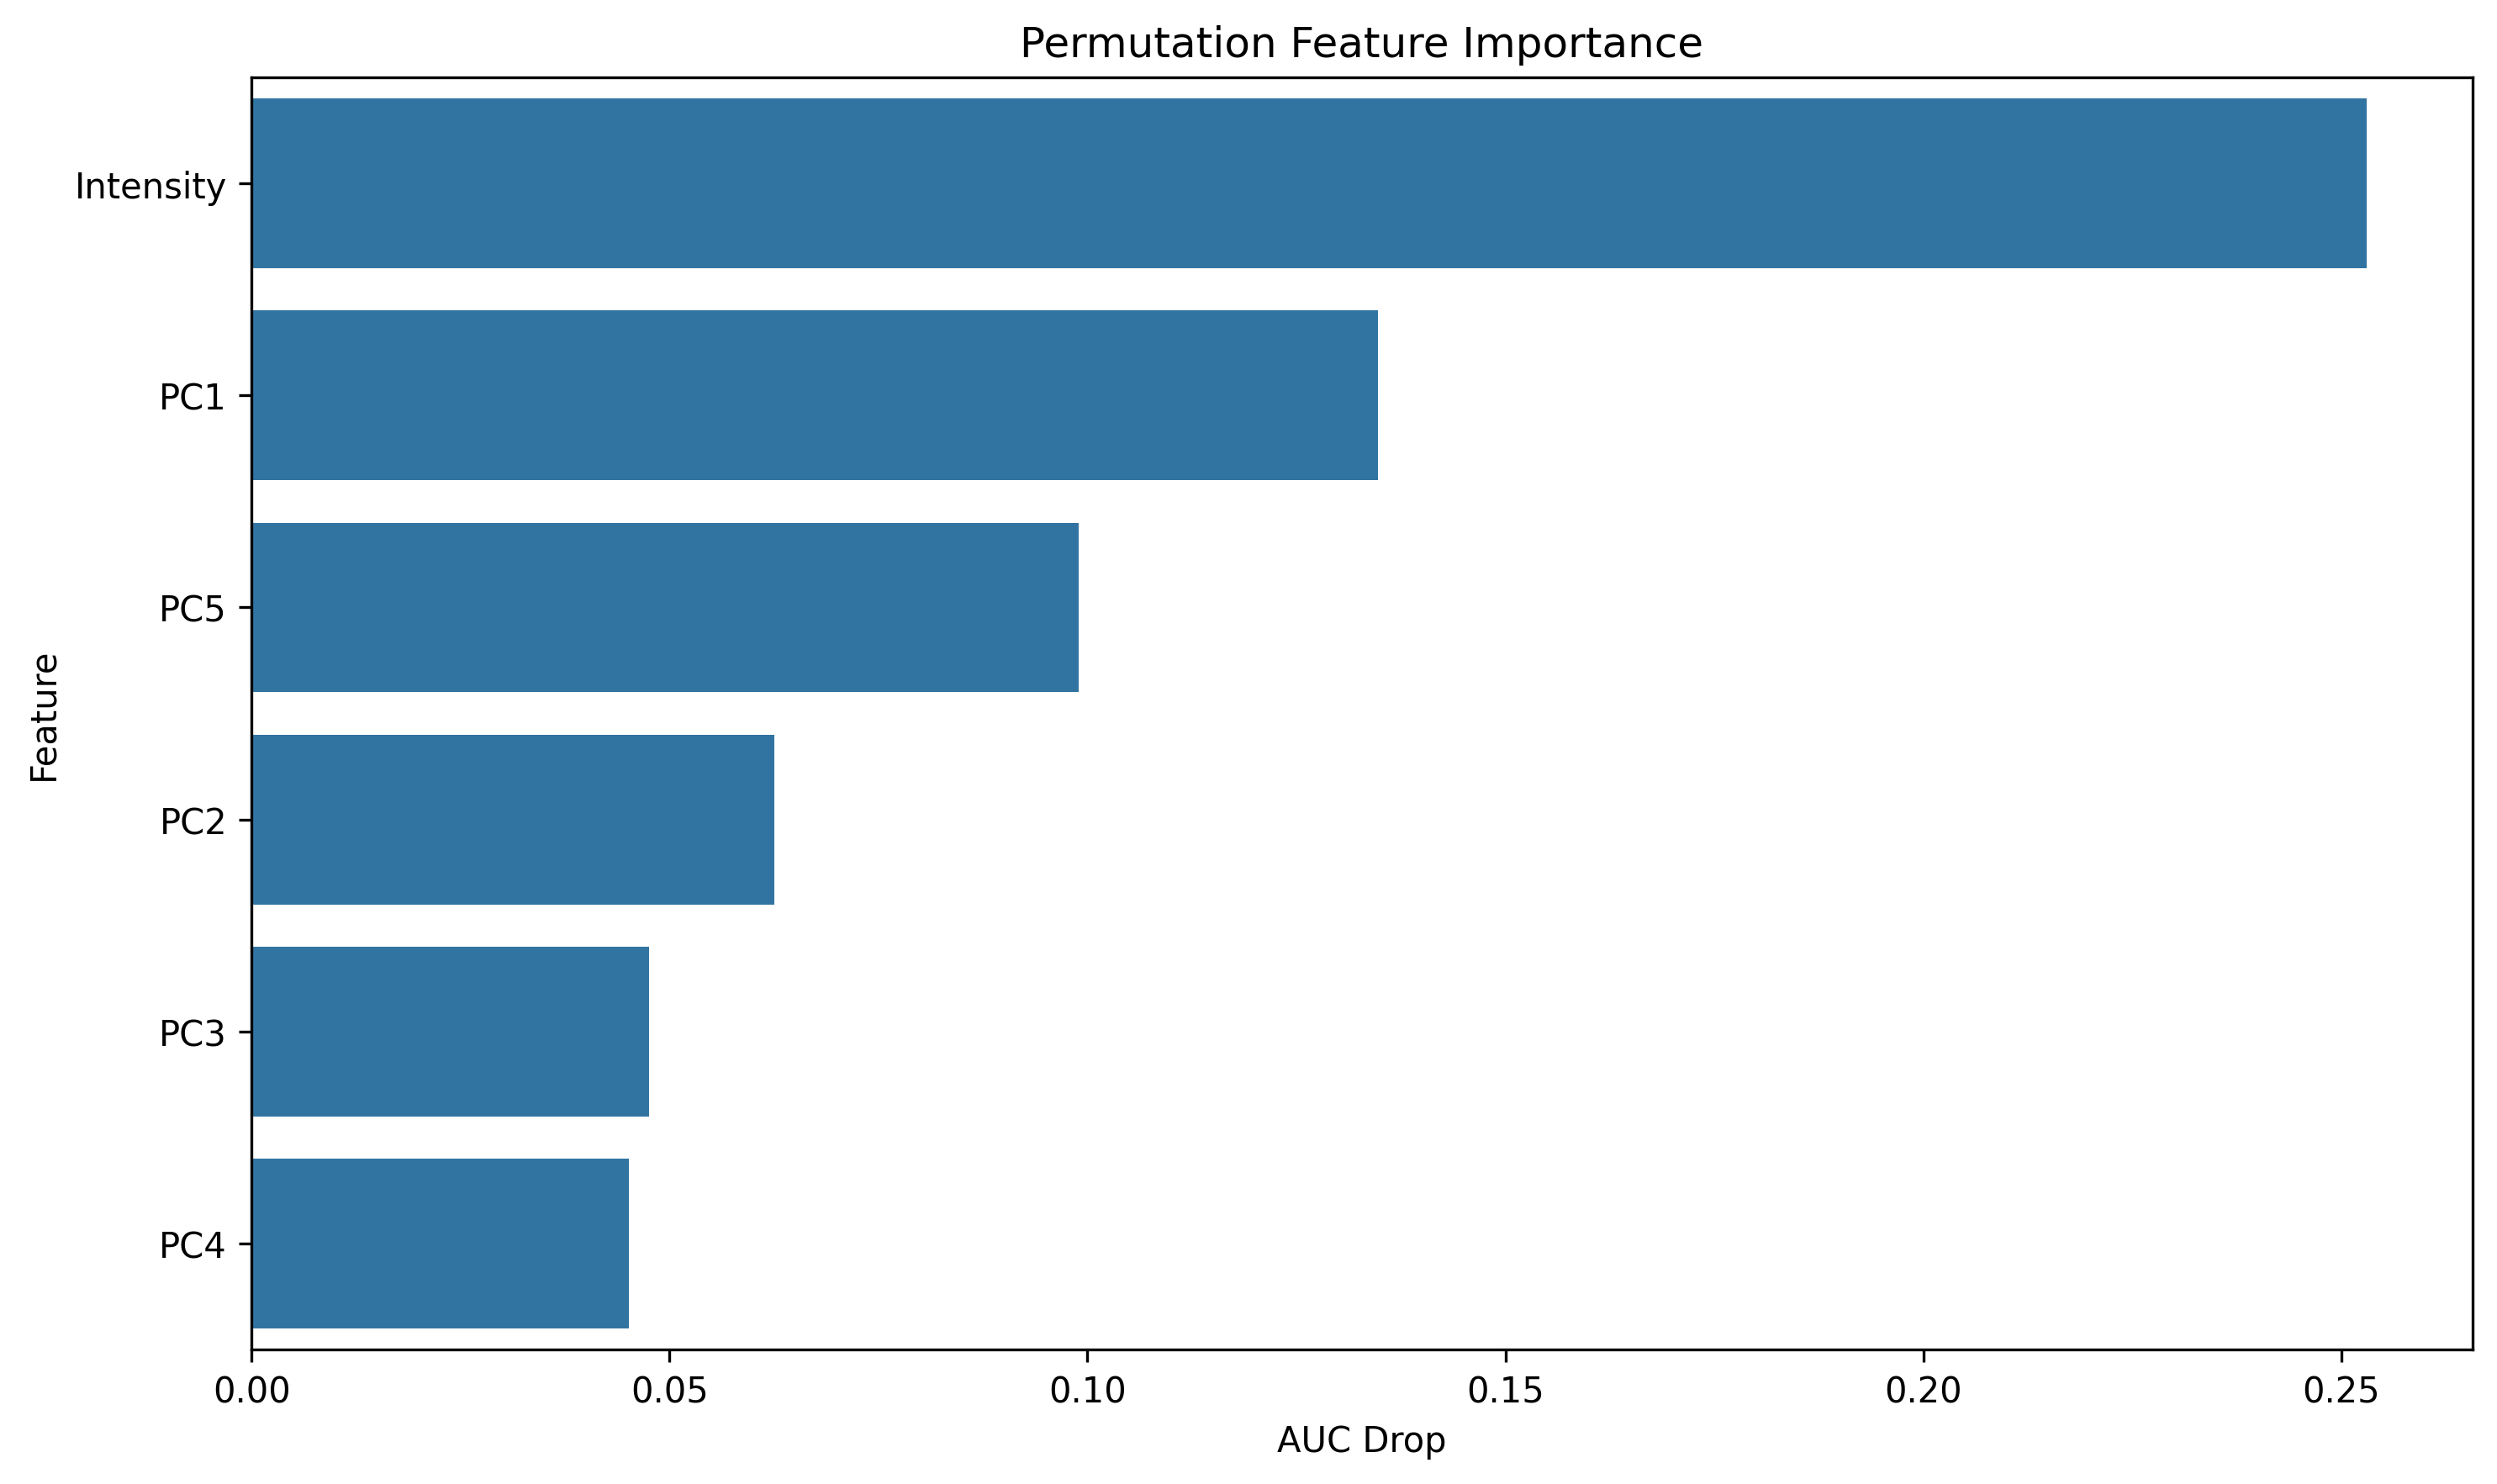 Permutation Feature Importance
Feature
Intensity
PC1
PC5
PC2
PC3
PC4
0.00 0.05 0.10 0.15 0.20 0.25
AUC Drop